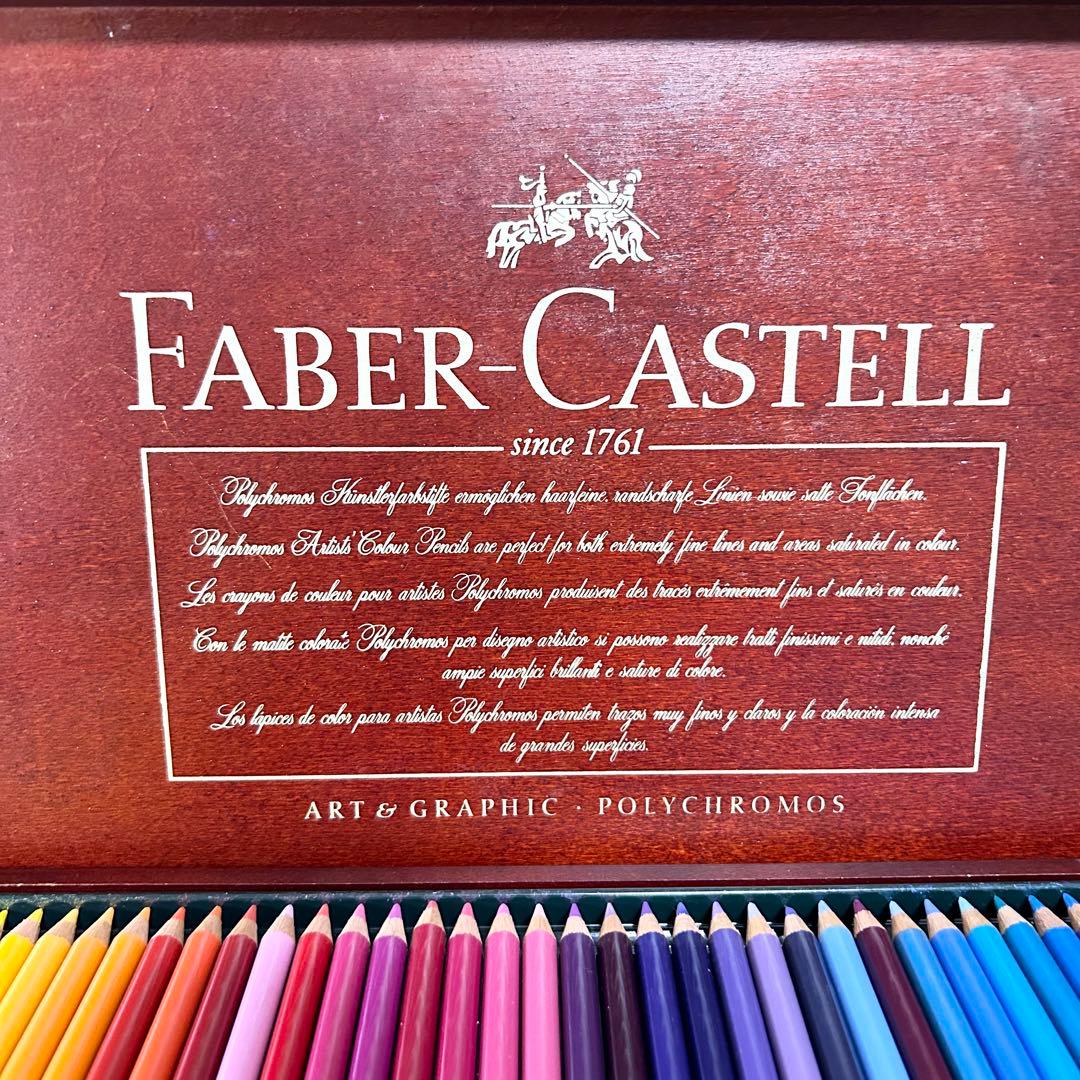 FABER-CASTELL
since 1761
Polychromos Künstlerfarbstifte ermöglichen haarfeine, randscharfe Linien sowie satte Tonflächen.
Polychromos Artists' Colour Pencils are perfect for both extremely fine lines and areas saturated in colour.
Les crayons de couleur pour artistes Polychromos produisent des tracés extrêmement fins et saturés en couleur.
Con le matite colorate Polychromos per disegno artistico si possono realizzare tratti finissimi e nitidi, nonché
ampie superfici brillanti e sature di colore.
Los lápices de color para artistas Polychromos permiten trazos muy finos y claros y la coloración intensa
de grandes superficies.
ART & GRAPHIC · POLYCHROMOS